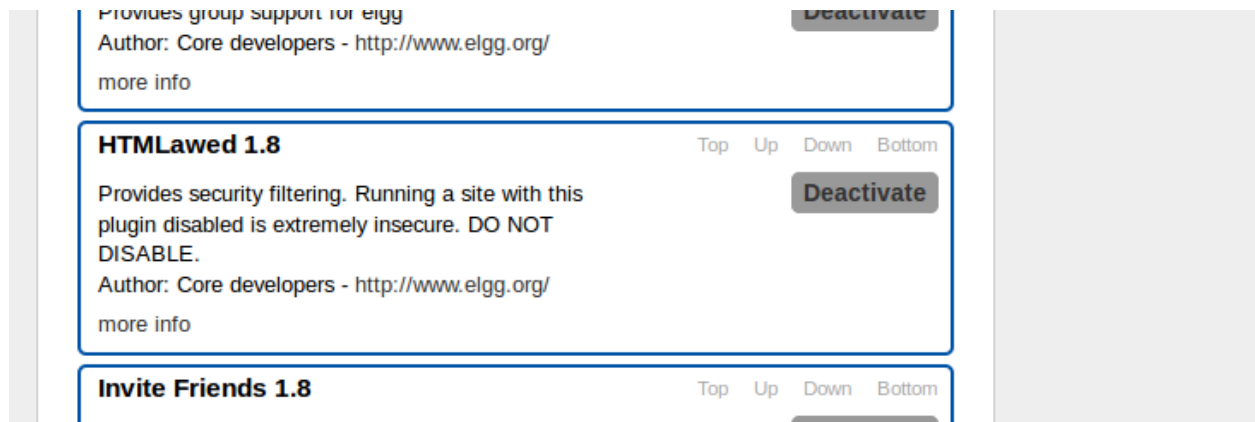 Provides group support for elgg
Deactivate
Author: Core developers - http://www.elgg.org/
more info
HTMLawed 1.8
Top Up Down Bottom
Provides security filtering. Running a site with this
Deactivate
plugin disabled is extremely insecure. DO NOT
DISABLE.
Author: Core developers - http://www.elgg.org/
more info
Invite Friends 1.8
Top Up Down Bottom